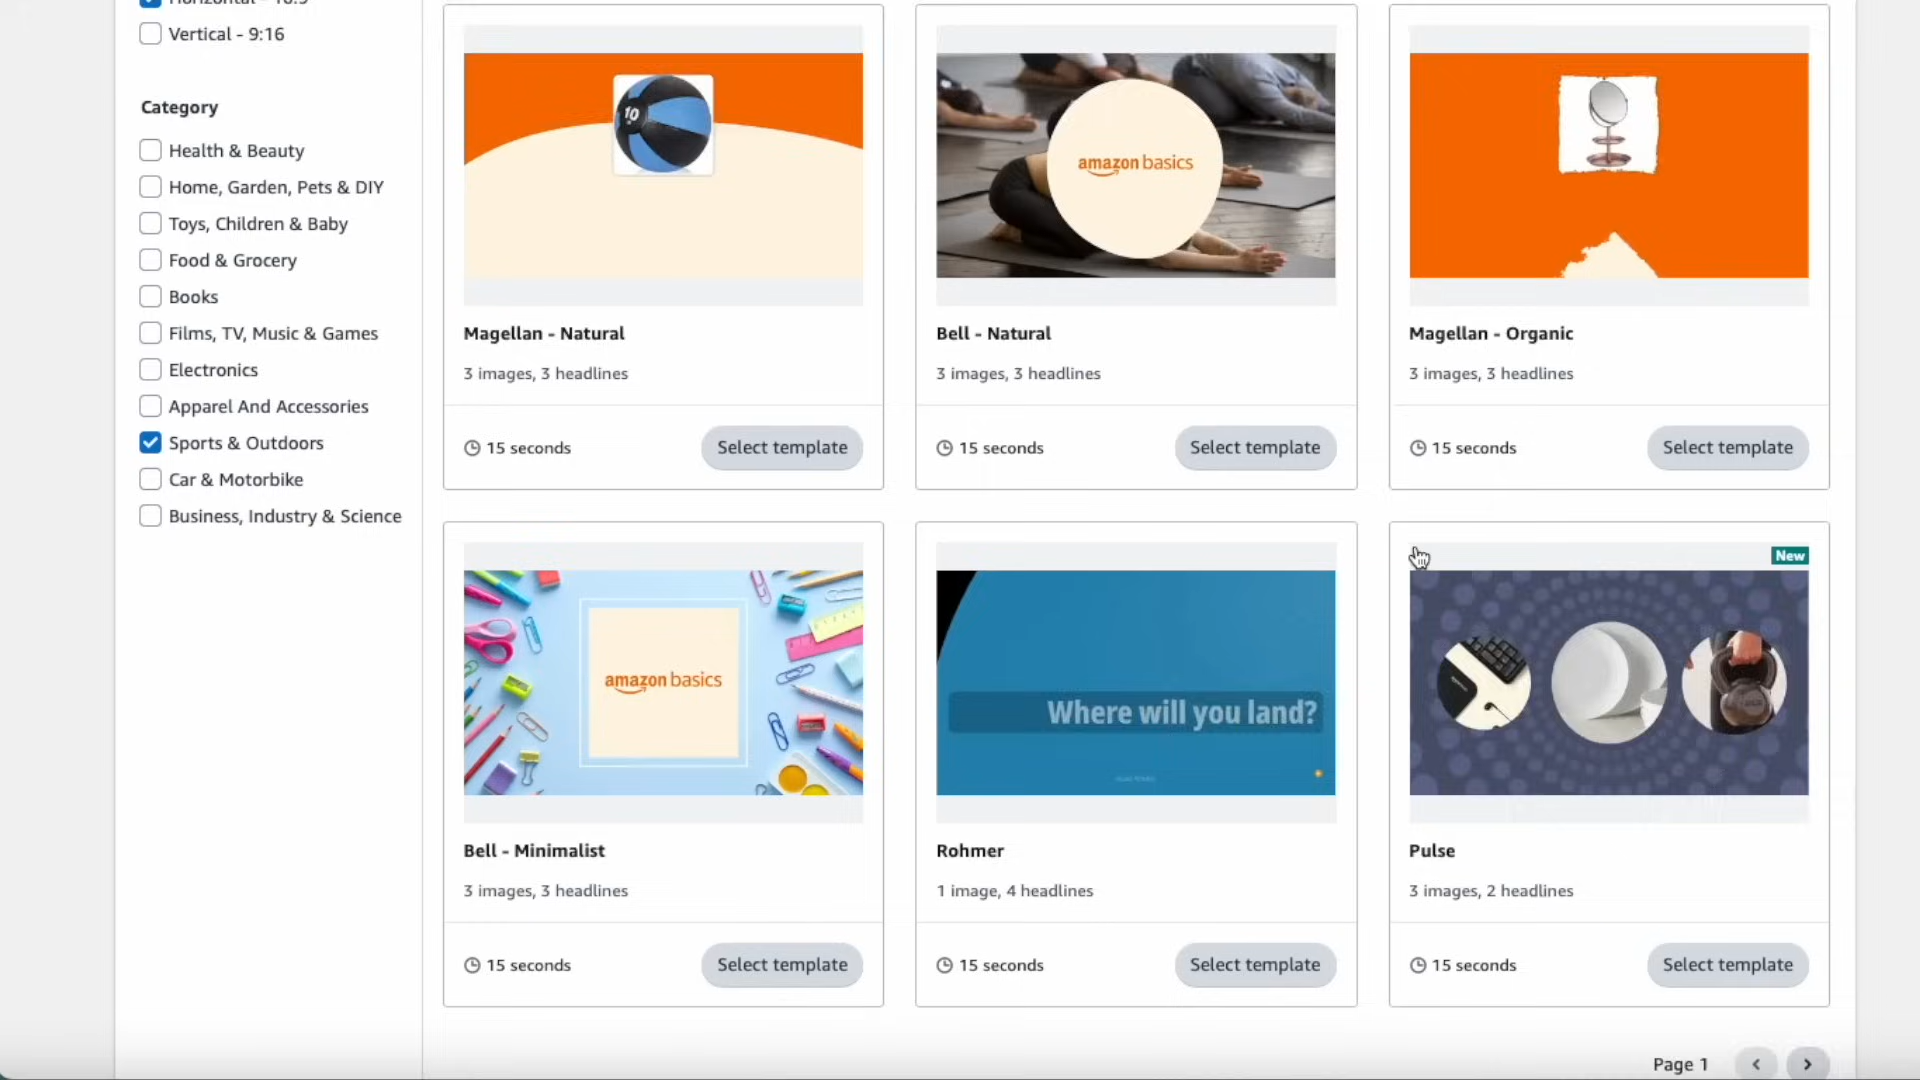 Horizontal - 16:9
Vertical - 9:16
Category
Health & Beauty
Home, Garden, Pets & DIY
Toys, Children & Baby
Food & Grocery
Books
Films, TV, Music & Games
Electronics
Apparel And Accessories
Sports & Outdoors
Car & Motorbike
Business, Industry & Science
10
Magellan - Natural
3 images, 3 headlines
15 seconds
Select template
amazon basics
Bell - Natural
3 images, 3 headlines
15 seconds
Select template
Magellan - Organic
3 images, 3 headlines
15 seconds
Select template
amazon basics
Bell - Minimalist
3 images, 3 headlines
15 seconds
Select template
Where will you land?
Rohmer
1 image, 4 headlines
15 seconds
Select template
New
Pulse
3 images, 2 headlines
15 seconds
Select template
Page 1